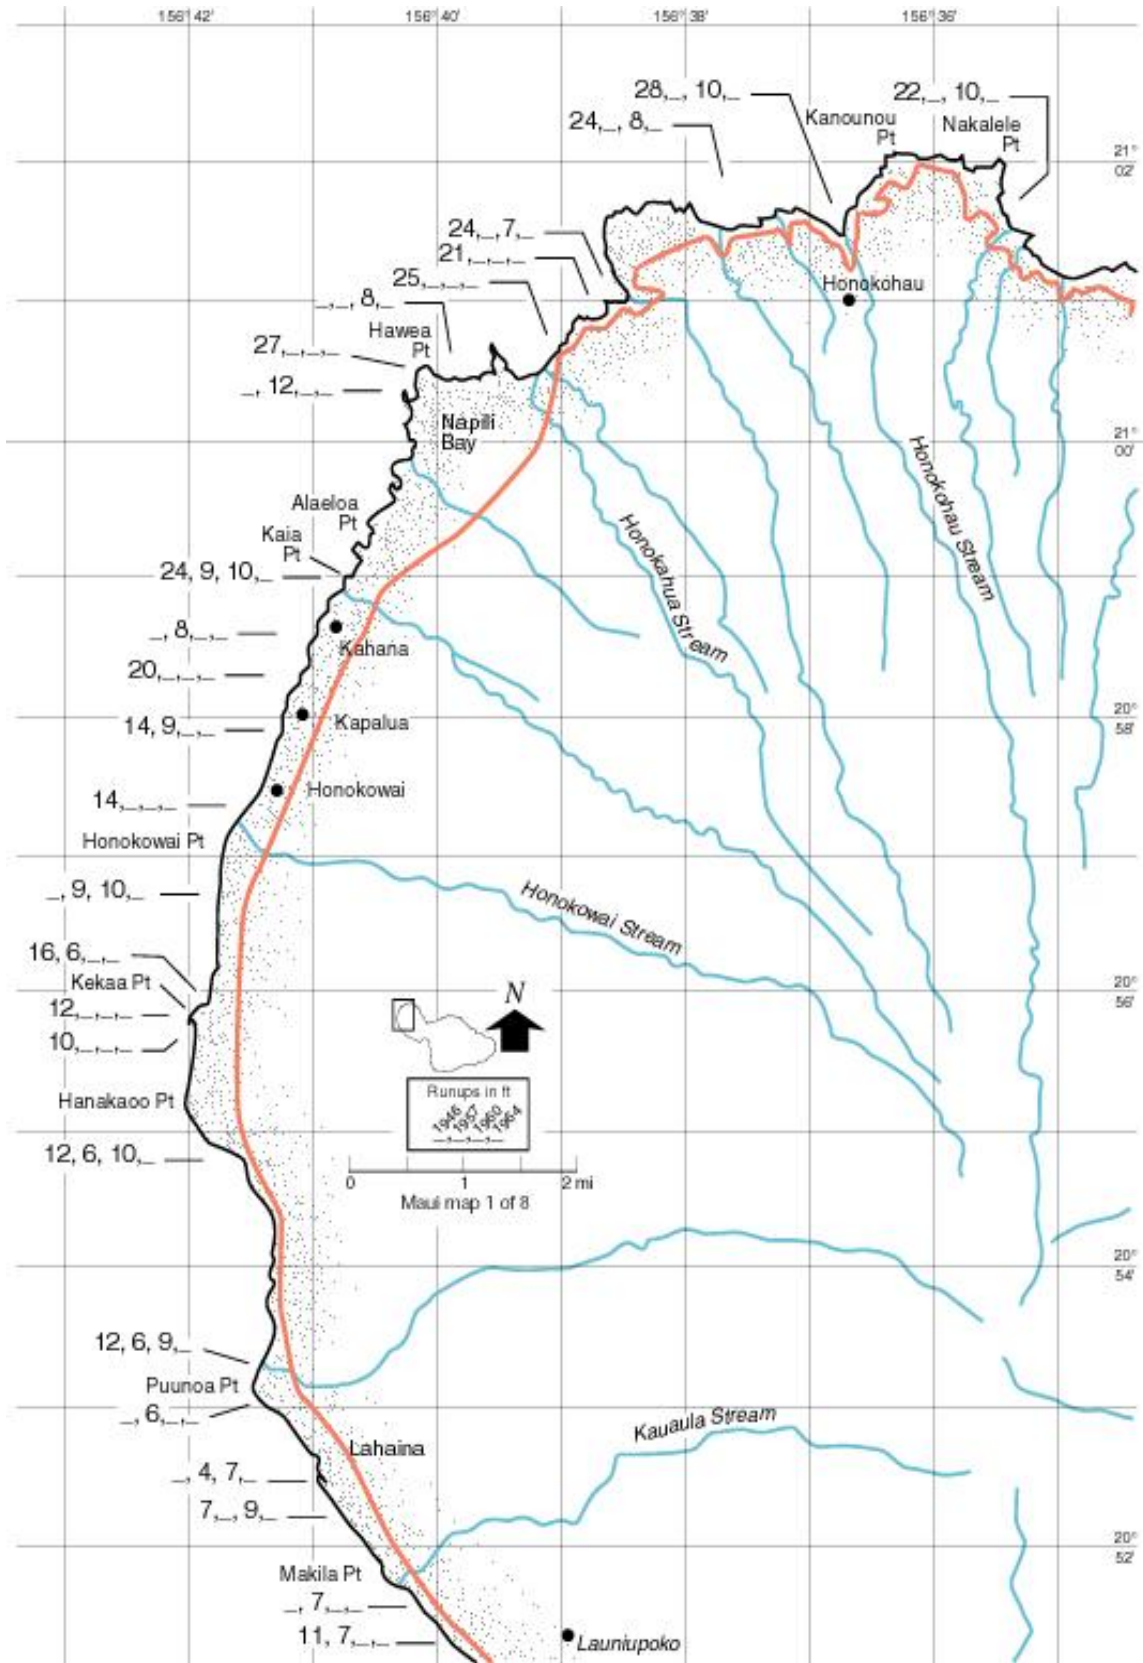 156° 42'
156° 40'
156° 38'
156° 36'
28,_, 10,_
22,_, 10,_
24,_, 8,_
Kanounou
Pt
Nakalele
Pt
21°
02'
24,_,7,_
21,_,_,_
25,_,_,_
_,_, 8,_
Honokohau
Hawea
Pt
27,_,_,_
_, 12,_,_
Napili
Bay
21°
00'
Honokohau Stream
Alaeloa
Pt
Kaia
Pt
Honokahua Stream
24, 9, 10,_
_, 8,_,_
Kahana
20,_,_,_
14, 9,_,_
Kapalua
20°
58'
14,_,_,_
Honokowai
Honokowai Pt
_, 9, 10,_
Honokowai Stream
16, 6,_,_
Kekaa Pt
12,_,_,_
10,_,_,_
N
20°
56'
Runups in ft
1946 1957 1960 1964
_,_,_,_
Hanakaoo Pt
12, 6, 10,_
0 1 2 mi
Maui map 1 of 8
20°
54'
12, 6, 9,_
Puunoa Pt
_, 6,_,_
Kauaula Stream
Lahaina
_, 4, 7,_
7,_, 9,_
20°
52'
Makila Pt
_, 7,_,_
11, 7,_,_
Launiupoko